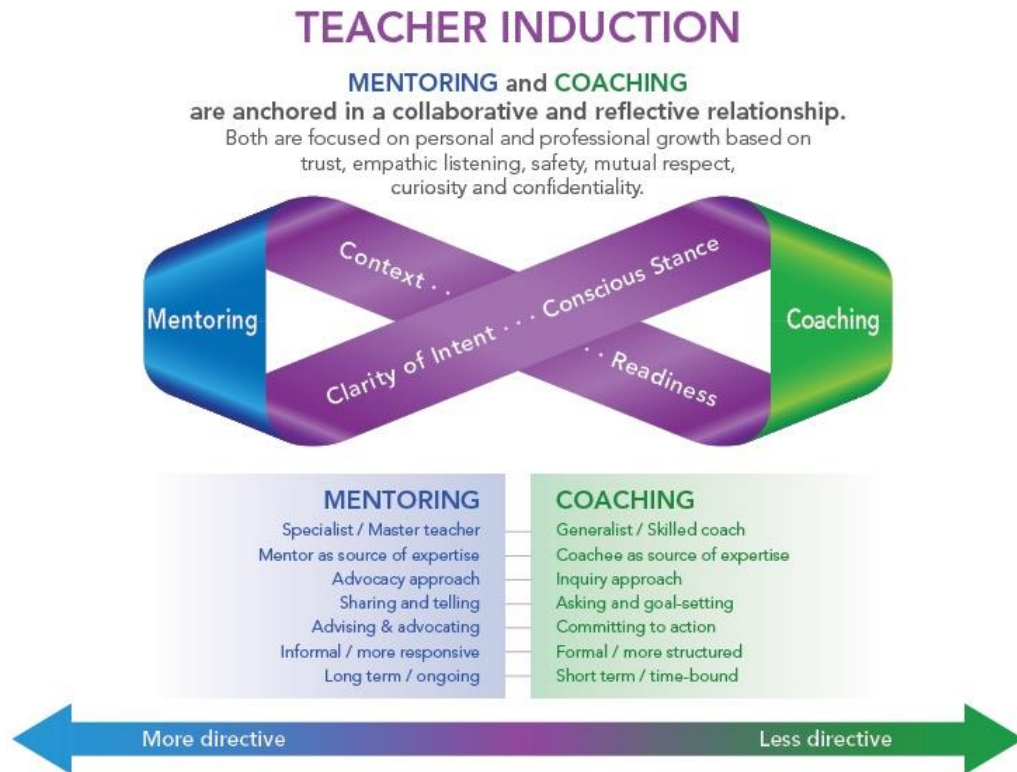 TEACHER INDUCTION
MENTORING and COACHING
are anchored in a collaborative and reflective relationship.
Both are focused on personal and professional growth based on
trust, empathic listening, safety, mutual respect,
curiosity and confidentiality.
Context . .
. . Readiness
Clarity of Intent . . . Conscious Stance
Mentoring
Coaching
MENTORING
Specialist / Master teacher
Mentor as source of expertise
Advocacy approach
Sharing and telling
Advising & advocating
Informal / more responsive
Long term / ongoing
COACHING
Generalist / Skilled coach
Coachee as source of expertise
Inquiry approach
Asking and goal-setting
Committing to action
Formal / more structured
Short term / time-bound
More directive
Less directive